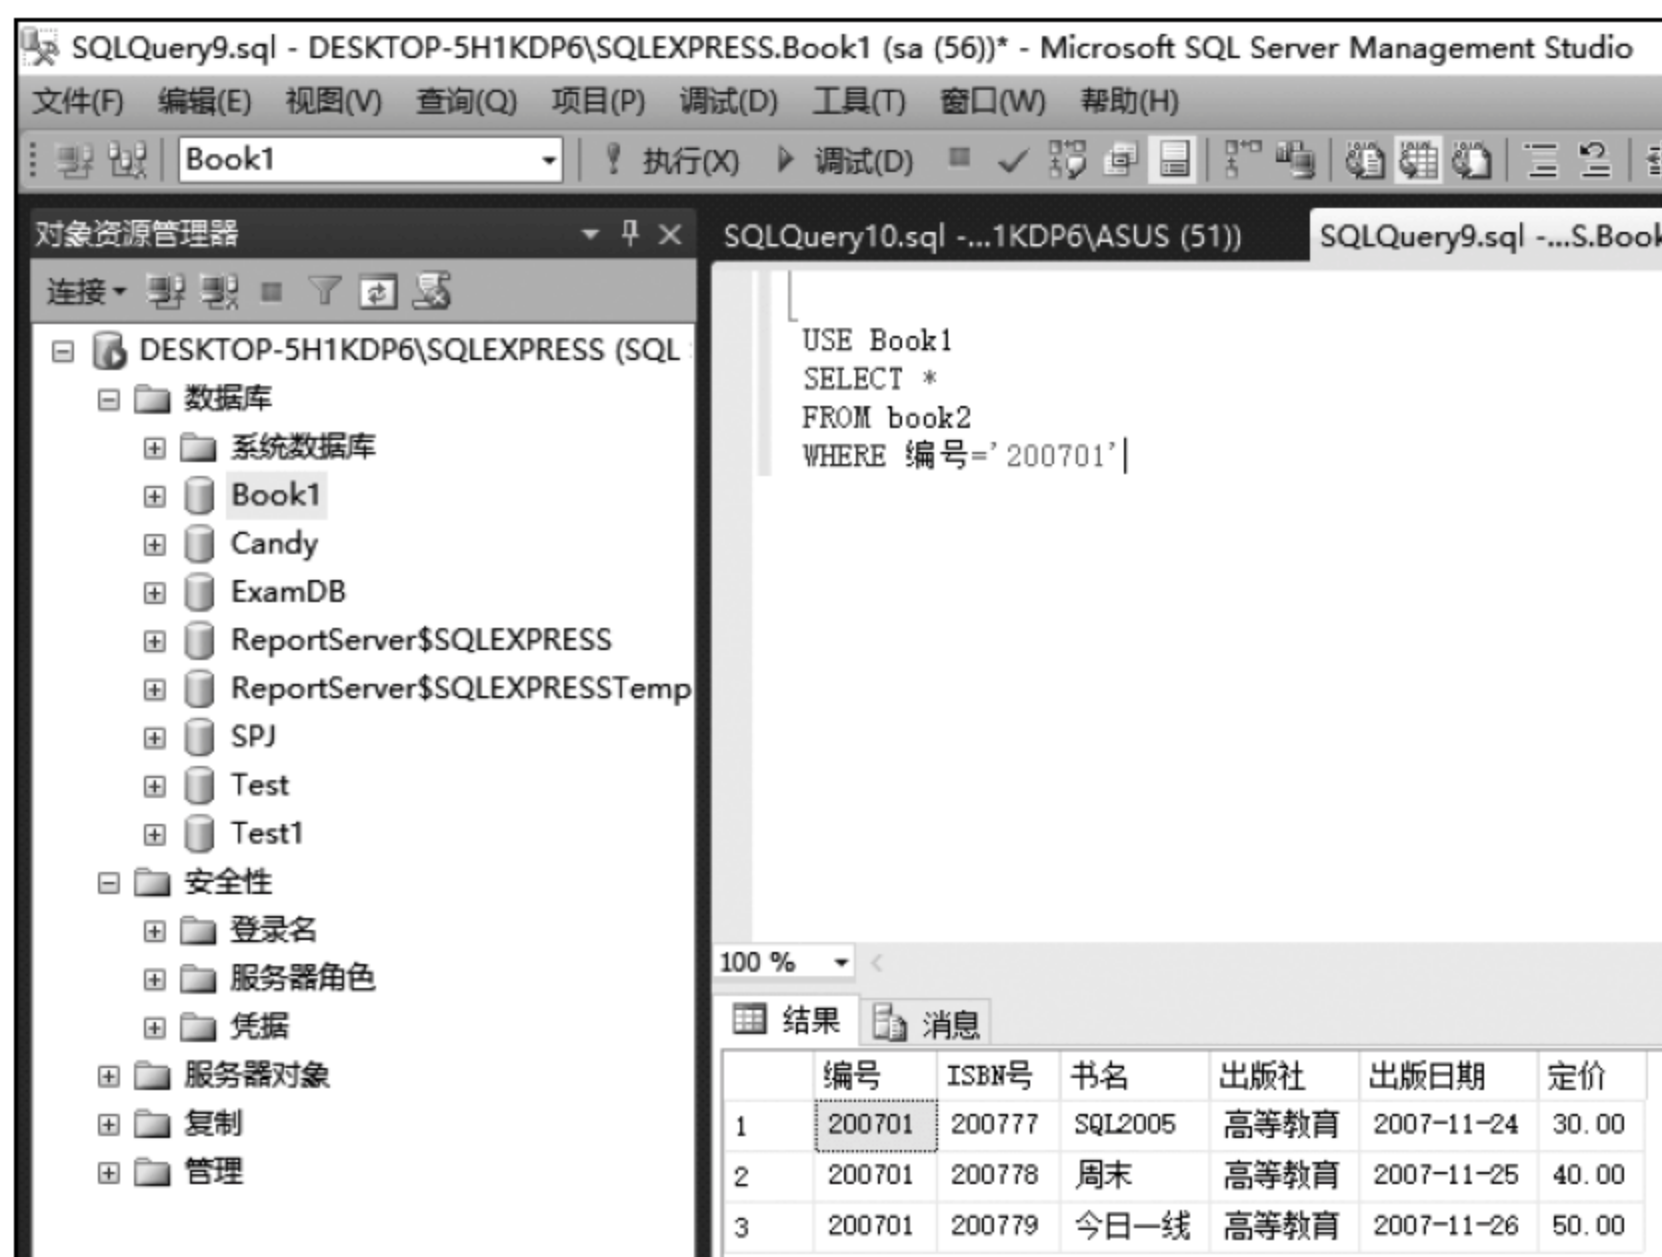 SQLQuery9.sql - DESKTOP-5H1KDP6\SQLEXPRESS.Book1 (sa (56))* - Microsoft SQL Server Management Studio
文件(F) 编辑(E) 视图(V) 查询(Q) 项目(P) 调试(D) 工具(T) 窗口(W) 帮助(H)
Book1 执行(X) 调试(D)
对象资源管理器
连接
DESKTOP-5H1KDP6\SQLEXPRESS (SQL
数据库
系统数据库
Book1
Candy
ExamDB
ReportServer$SQLEXPRESS
ReportServer$SQLEXPRESSTemp
SPJ
Test
Test1
安全性
登录名
服务器角色
凭据
服务器对象
复制
管理
SQLQuery10.sql -...1KDP6\ASUS (51)) SQLQuery9.sql -...S.Book
USE Book1
SELECT *
FROM book2
WHERE 编号='200701'
100 %
结果 消息
编号 ISBN号 书名 出版社 出版日期 定价
1 200701 200777 SQL2005 高等教育 2007-11-24 30.00
2 200701 200778 周末 高等教育 2007-11-25 40.00
3 200701 200779 今日一线 高等教育 2007-11-26 50.00